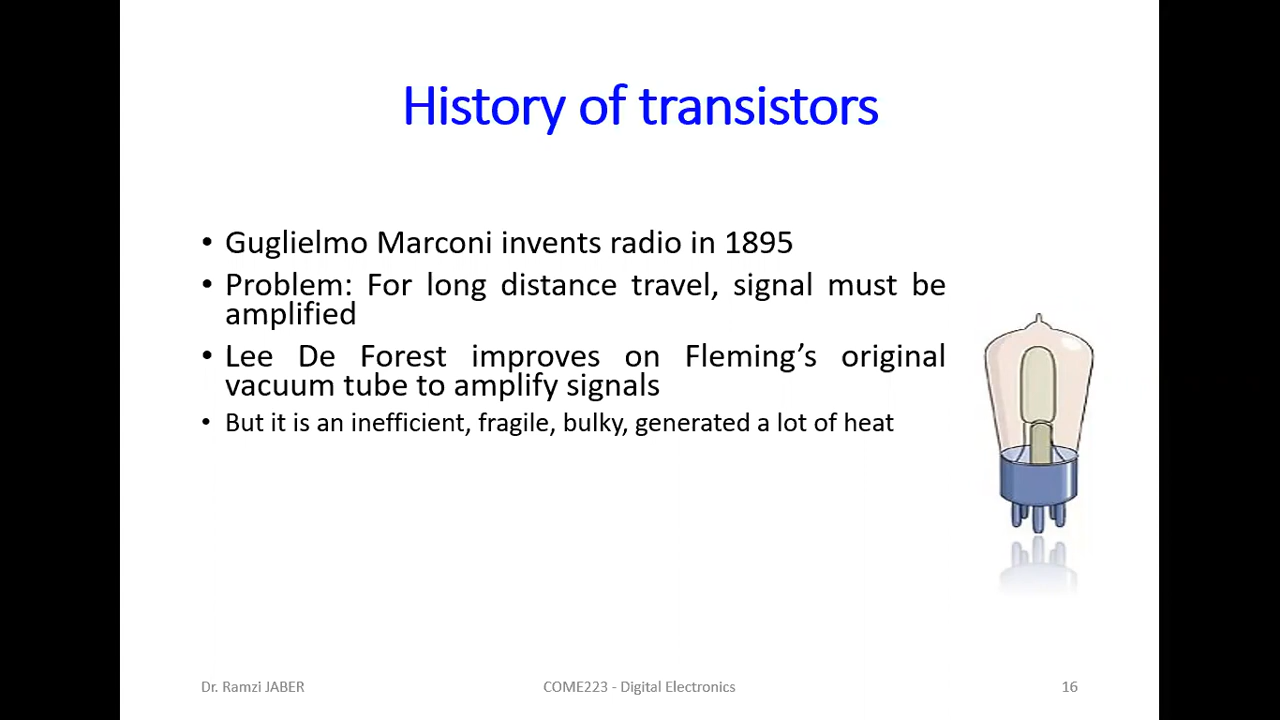 History of transistors
• Guglielmo Marconi invents radio in 1895
• Problem: For long distance travel, signal must be
amplified
• Lee De Forest improves on Fleming’s original
vacuum tube to amplify signals
• But it is an inefficient, fragile, bulky, generated a lot of heat
Dr. Ramzi JABER
COME223 - Digital Electronics
16